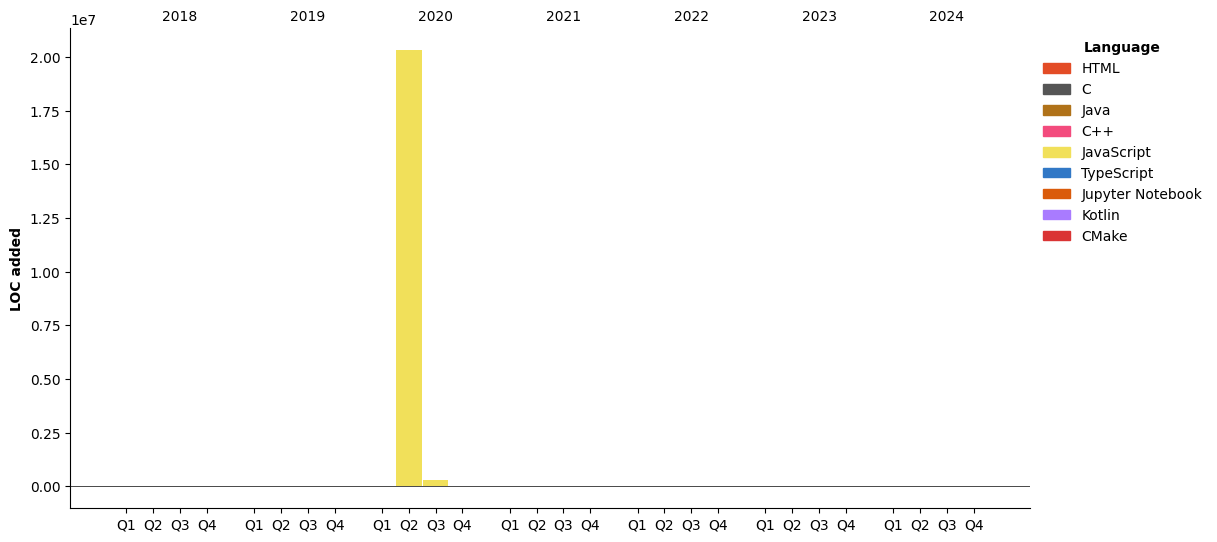 1e7
2018 2019 2020 2021 2022 2023 2024
2.00
1.75
1.50
1.25
1.00
0.75
0.50
0.25
0.00
LOC added
Q1 Q2 Q3 Q4 Q1 Q2 Q3 Q4 Q1 Q2 Q3 Q4 Q1 Q2 Q3 Q4 Q1 Q2 Q3 Q4 Q1 Q2 Q3 Q4 Q1 Q2 Q3 Q4
Language
HTML
C
Java
C++
JavaScript
TypeScript
Jupyter Notebook
Kotlin
CMake